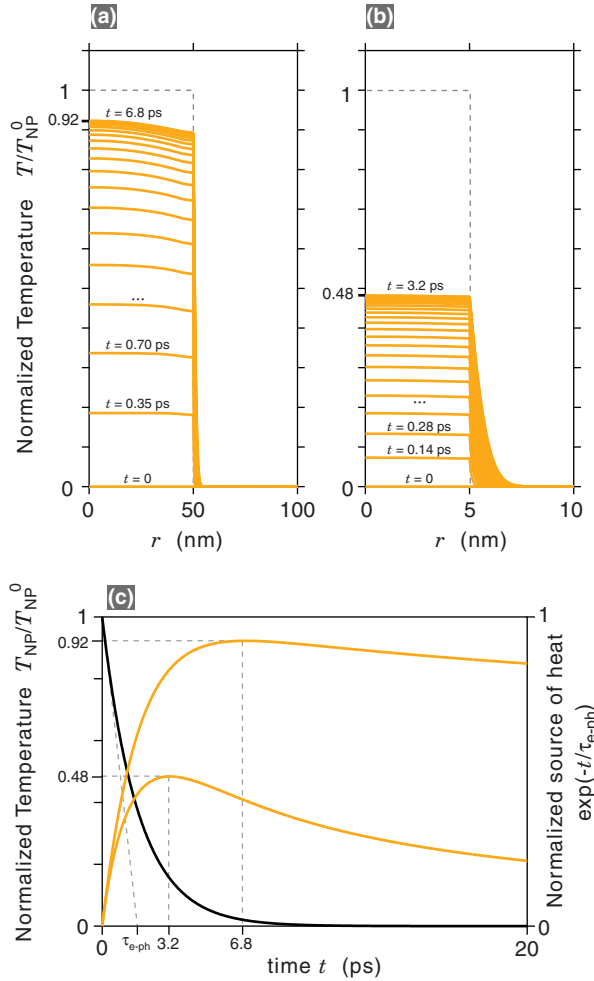 (a)
(b)
Normalized Temperature T/T⁰NP
1
0.92
0
t = 6.8 ps
...
t = 0.70 ps
t = 0.35 ps
t = 0
0 50 100
r (nm)
1
0.48
0
t = 3.2 ps
...
t = 0.28 ps
t = 0.14 ps
t = 0
0 5 10
r (nm)
(c)
Normalized Temperature TNP/T⁰NP
1
0.92
0.48
0
1
0
Normalized source of heat
exp(-t/τe-ph)
0 τe-ph 3.2 6.8 20
time t (ps)